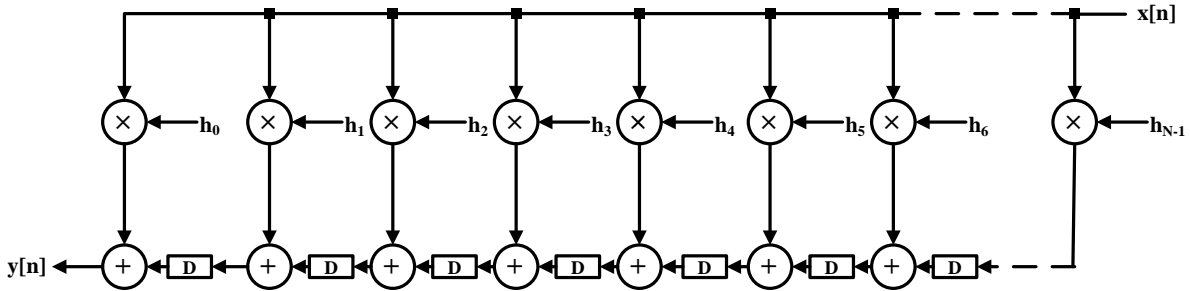 x[n]
× h₀ × h₁ × h₂ × h₃ × h₄ × h₅ × h₆ × hN-1
y[n] + D + D + D + D + D + D + D